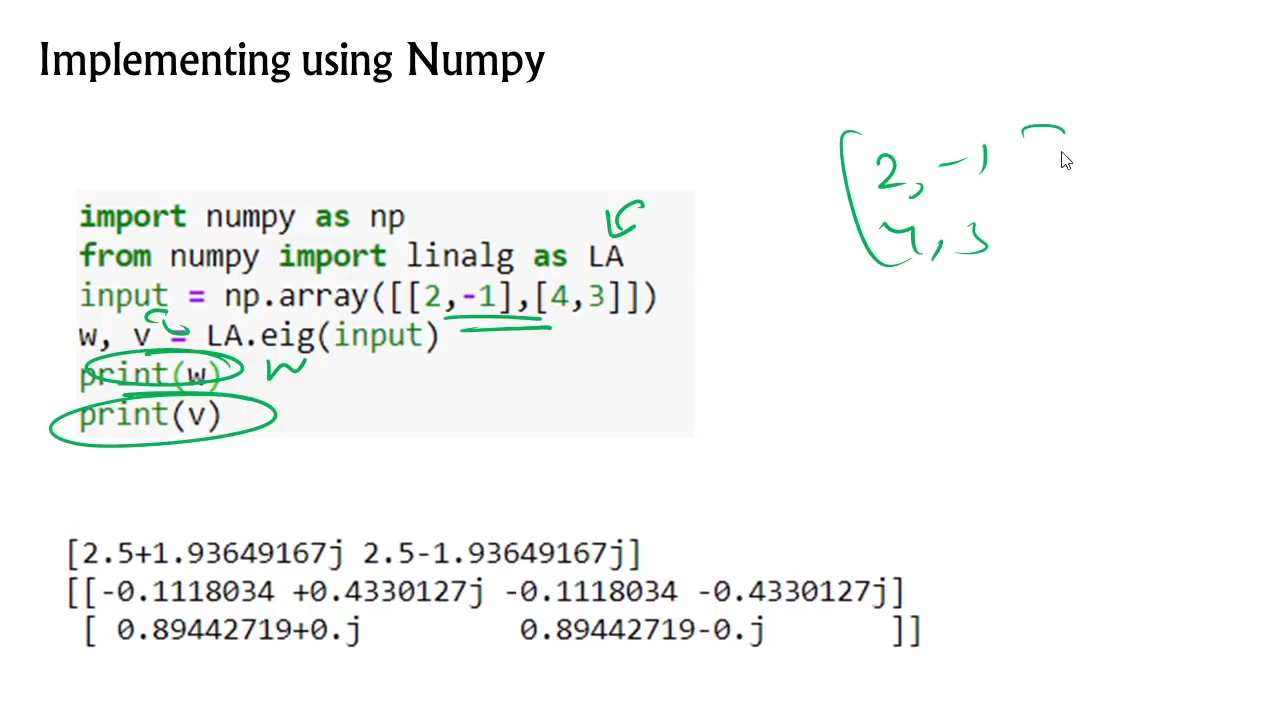 Implementing using Numpy
import numpy as np
from numpy import linalg as LA
input = np.array([[2,-1],[4,3]])
w, v = LA.eig(input)
print(w)
print(v)
w
2, -1
4, 3
[2.5+1.93649167j 2.5-1.93649167j]
[[-0.1118034 +0.4330127j -0.1118034 -0.4330127j]
[ 0.89442719+0.j 0.89442719-0.j ]]